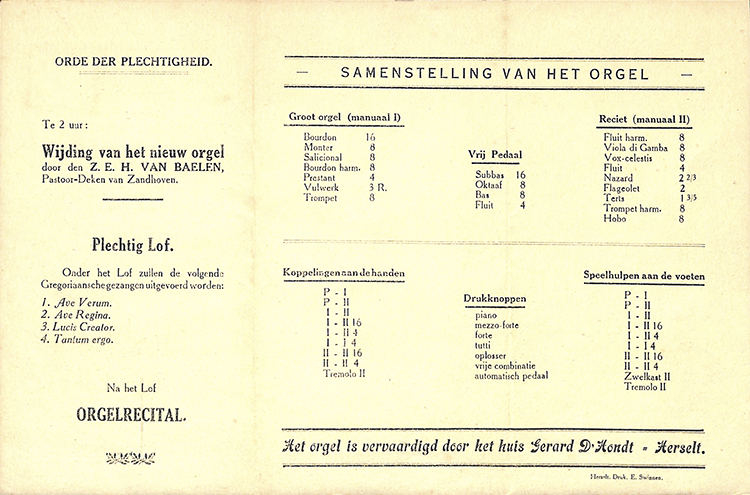 ORDE DER PLECHTIGHEID.
Te 2 uur:
Wijding van het nieuw orgel
door den Z. E. H. VAN BAELEN,
Pastoor-Deken van Zandhoven.
Plechtig Lof.
Onder het Lof zullen de volgende
Gregoriaansche gezangen uitgevoerd worden:
1. Ave Verum.
2. Ave Regina.
3. Lucis Creator.
4. Tantum ergo.
Na het Lof
ORGELRECITAL.
— SAMENSTELLING VAN HET ORGEL —
Groot orgel (manuaal I)
Bourdon 16
Monter 8
Salicional 8
Bourdon harm. 8
Prestant 4
Vulwerk 3 R.
Trompet 8
Vrij Pedaal
Subbas 16
Oktaaf 8
Bas 8
Fluit 4
Reciet (manuaal II)
Fluit harm. 8
Viola di Gamba 8
Vox-celestis 8
Fluit 4
Nazard 2 2/3
Flageolet 2
Terts 1 3/5
Trompet harm. 8
Hobo 8
Koppelingen aan de handen
P - I
P - II
I - II
I - II 16
I - II 4
I - I 4
II - II 16
II - II 4
Tremolo II
Drukknoppen
piano
mezzo-forte
forte
tutti
oplosser
vrije combinatie
automatisch pedaal
Speelhulpen aan de voeten
P - I
P - II
I - II
I - II 16
I - II 4
I - I 4
II - II 16
II - II 4
Zwelkast II
Tremolo II
Het orgel is vervaardigd door het huis Gerard D'Hondt - Herselt.
Herselt. Druk. E. Swinnen.